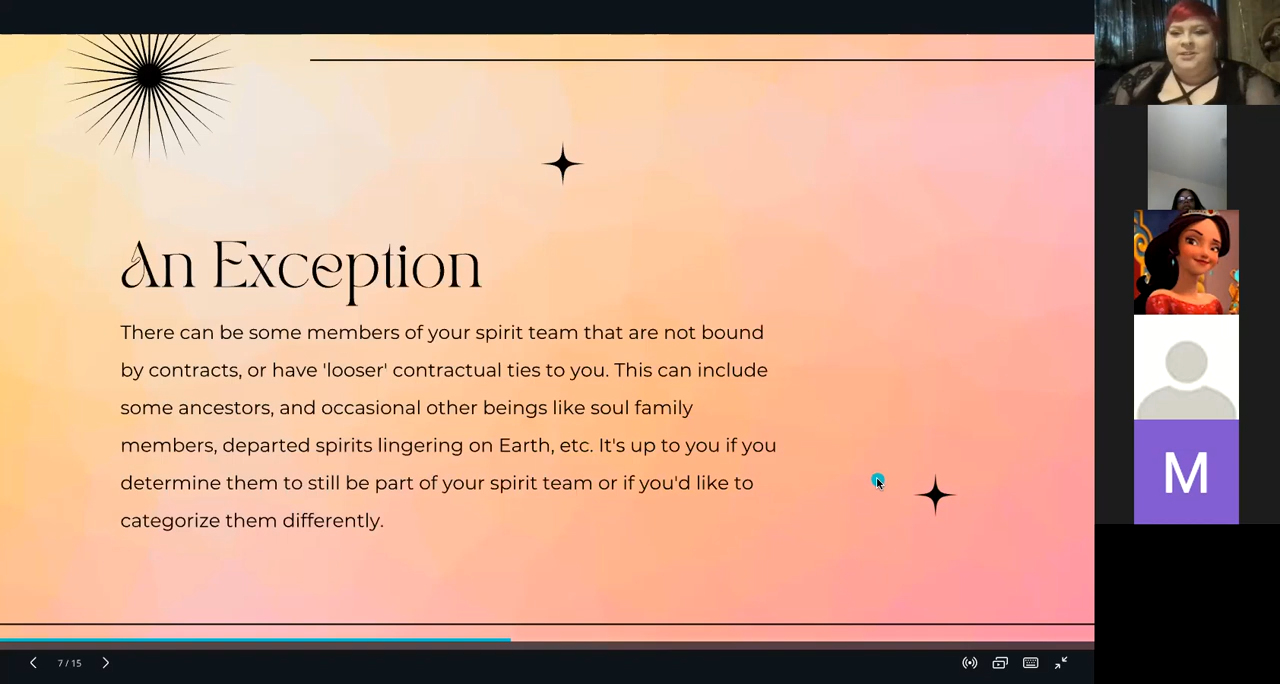 An Exception
There can be some members of your spirit team that are not bound
by contracts, or have 'looser' contractual ties to you. This can include
some ancestors, and occasional other beings like soul family
members, departed spirits lingering on Earth, etc. It's up to you if you
determine them to still be part of your spirit team or if you'd like to
categorize them differently.
M
7 / 15